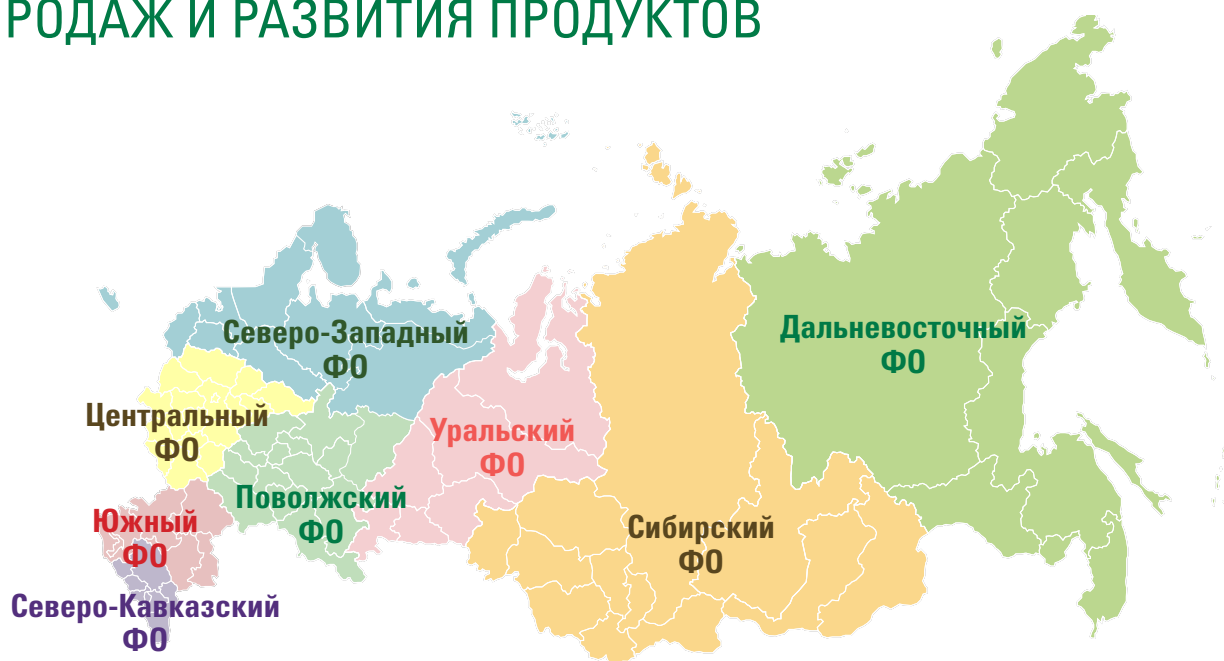 РОДАЖ И РАЗВИТИЯ ПРОДУКТОВ
Северо-Западный
ФО
Дальневосточный
ФО
Центральный
ФО
Уральский
ФО
Поволжский
ФО
Южный
ФО
Сибирский
ФО
Северо-Кавказский
ФО